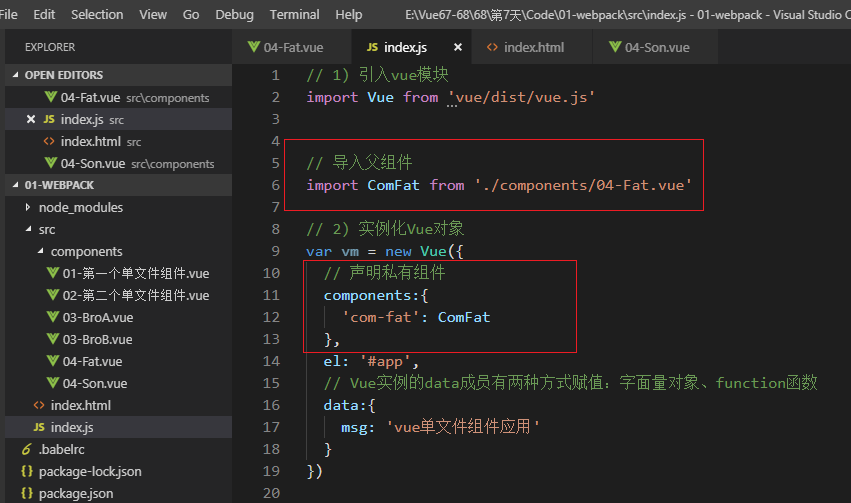 File Edit Selection View Go Debug Terminal Help E:\Vue67-68\68\第7天\Code\01-webpack\src\index.js - 01-webpack - Visual Studio
EXPLORER
OPEN EDITORS
04-Fat.vue src\components
JS index.js src
<> index.html src
04-Son.vue src\components
01-WEBPACK
node_modules
src
components
01-第一个单文件组件.vue
02-第二个单文件组件.vue
03-BroA.vue
03-BroB.vue
04-Fat.vue
04-Son.vue
<> index.html
JS index.js
.babelrc
{} package-lock.json
{} package.json
04-Fat.vue JS index.js <> index.html 04-Son.vue
1 // 1) 引入vue模块
2 import Vue from 'vue/dist/vue.js'
3
4
5 // 导入父组件
6 import ComFat from './components/04-Fat.vue'
7
8 // 2) 实例化Vue对象
9 var vm = new Vue({
10 // 声明私有组件
11 components:{
12 'com-fat': ComFat
13 },
14 el: '#app',
15 // Vue实例的data成员有两种方式赋值: 字面量对象、function函数
16 data:{
17 msg: 'vue单文件组件应用'
18 }
19 })
20